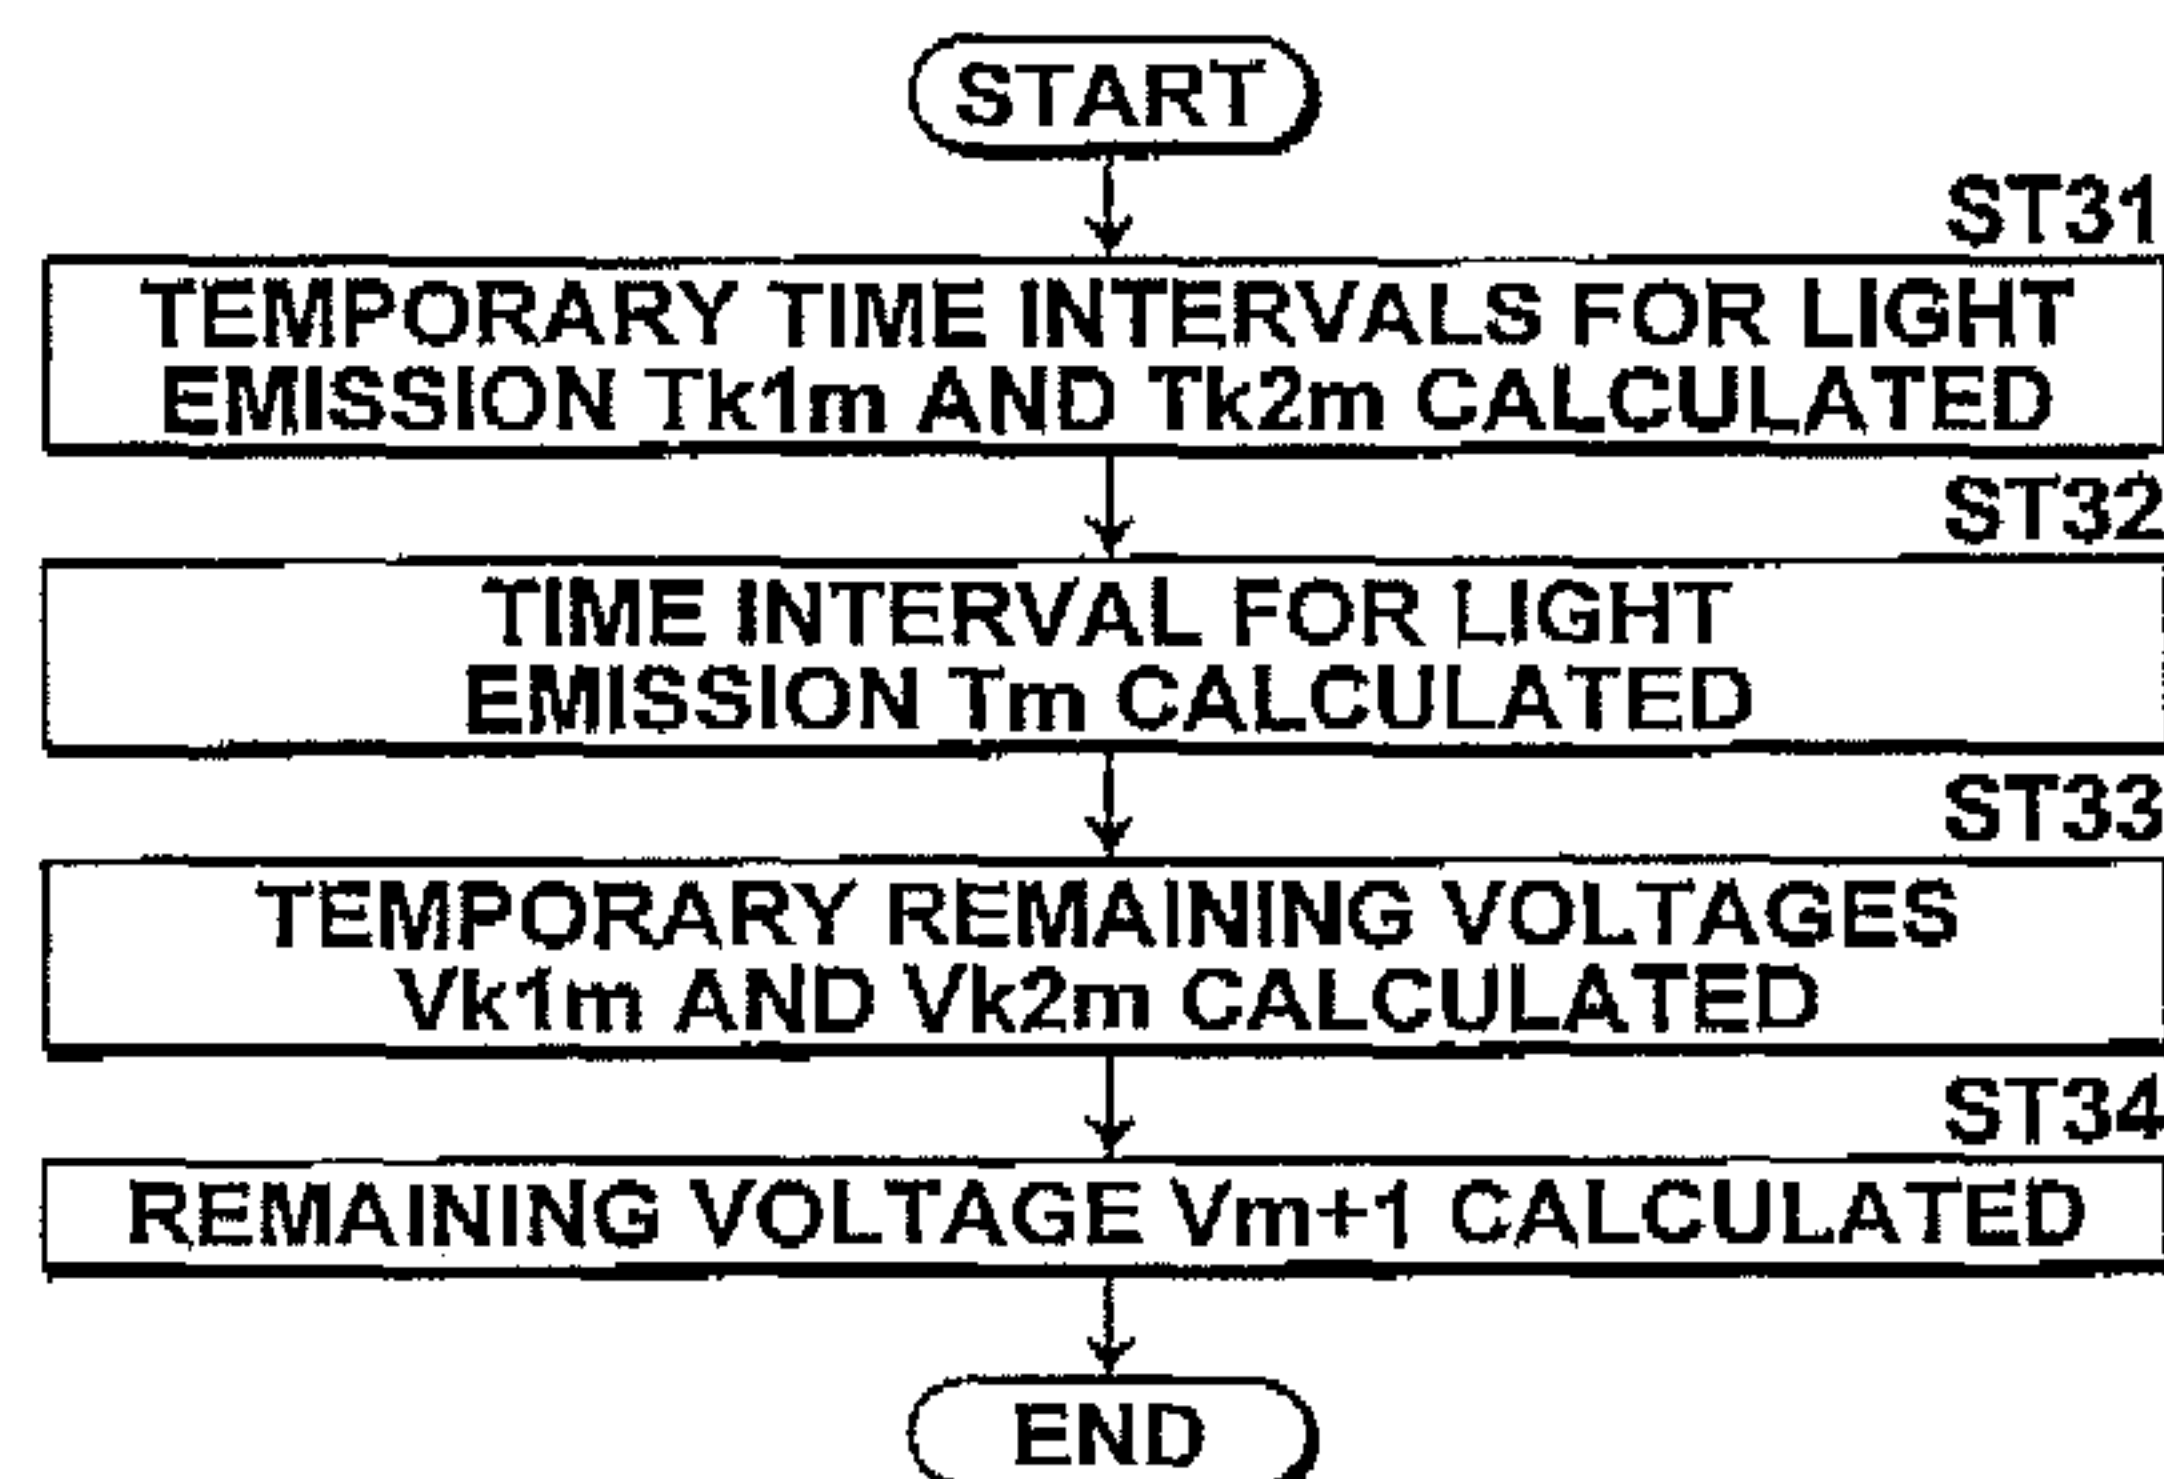 START
ST31
TEMPORARY TIME INTERVALS FOR LIGHT
EMISSION Tk1m AND Tk2m CALCULATED
ST32
TIME INTERVAL FOR LIGHT
EMISSION Tm CALCULATED
ST33
TEMPORARY REMAINING VOLTAGES
Vk1m AND Vk2m CALCULATED
ST34
REMAINING VOLTAGE Vm+1 CALCULATED
END